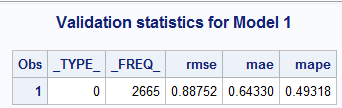 Validation statistics for Model 1
Obs _TYPE_ _FREQ_ rmse mae mape
1 0 2665 0.88752 0.64330 0.49318